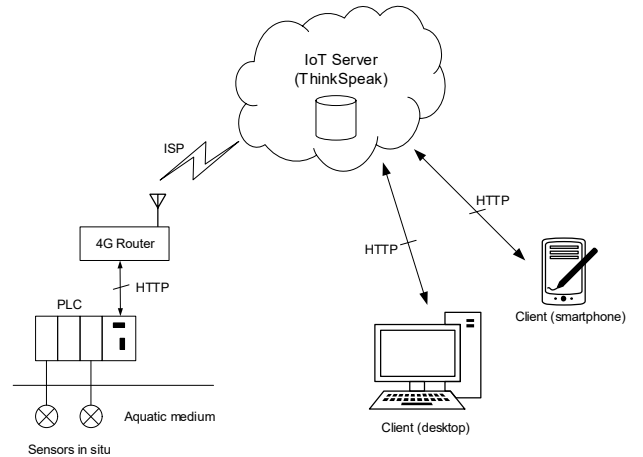 IoT Server
(ThinkSpeak)
ISP
HTTP
4G Router
HTTP
HTTP
PLC
Client (smartphone)
Aquatic medium
Client (desktop)
Sensors in situ